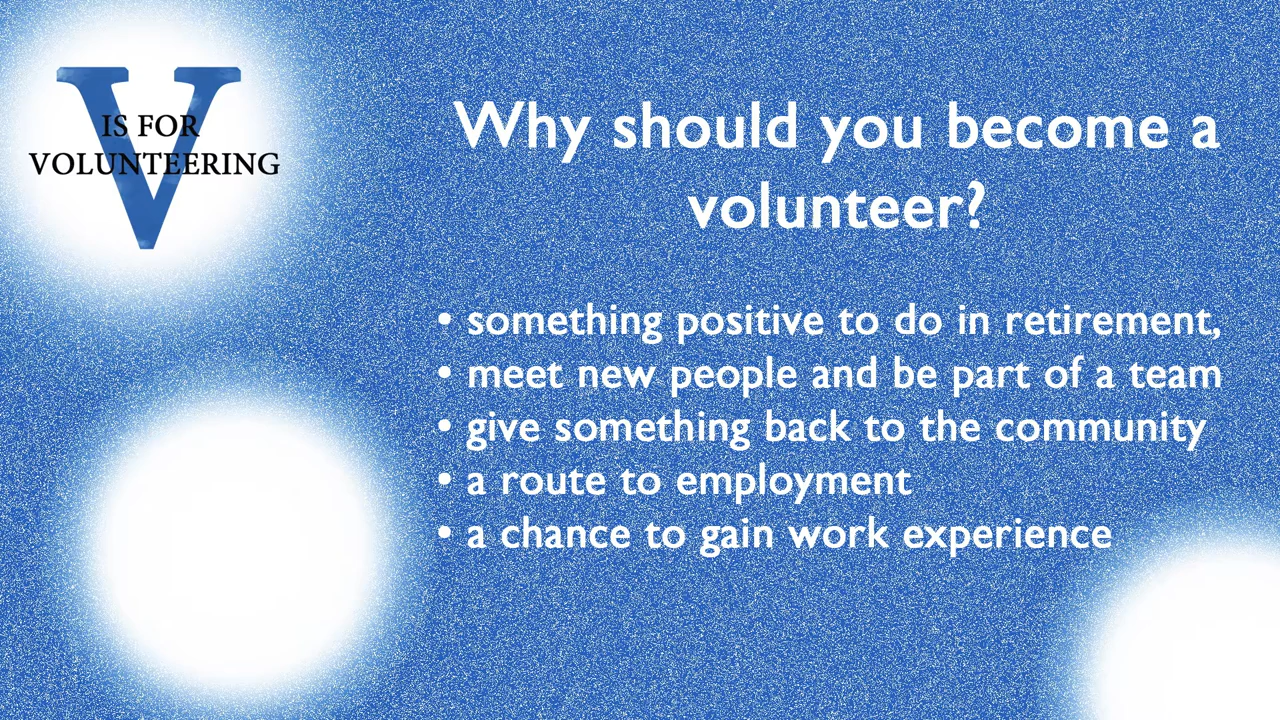 V
IS FOR
VOLUNTEERING
Why should you become a
volunteer?
• something positive to do in retirement,
• meet new people and be part of a team
• give something back to the community
• a route to employment
• a chance to gain work experience